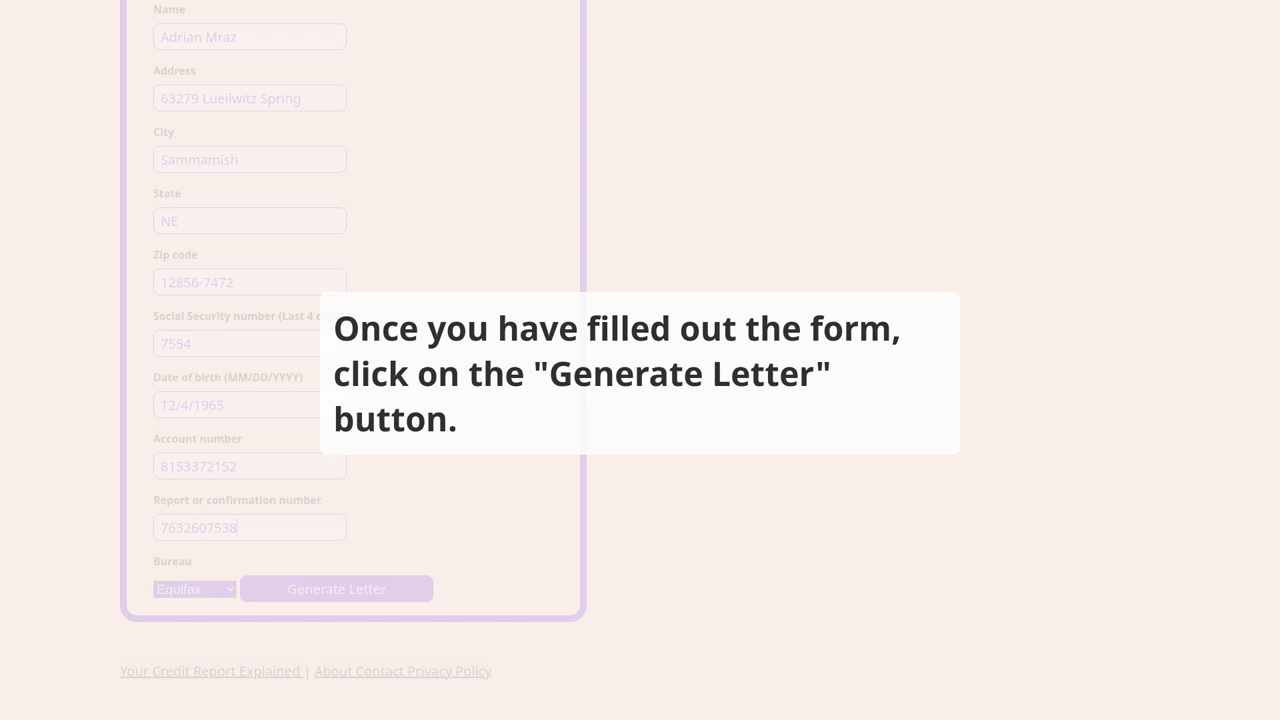 Name
Adrian Mraz
Address
63279 Lueilwitz Spring
City
Sammamish
State
NE
Zip code
12856-7472
Social Security number (Last 4
7554
Date of birth (MM/DD/YYYY)
12/4/1965
Account number
8153372152
Report or confirmation number
7632607538
Bureau
Equifax
Generate Letter
Once you have filled out the form,
click on the "Generate Letter"
button.
Your Credit Report Explained | About Contact Privacy Policy